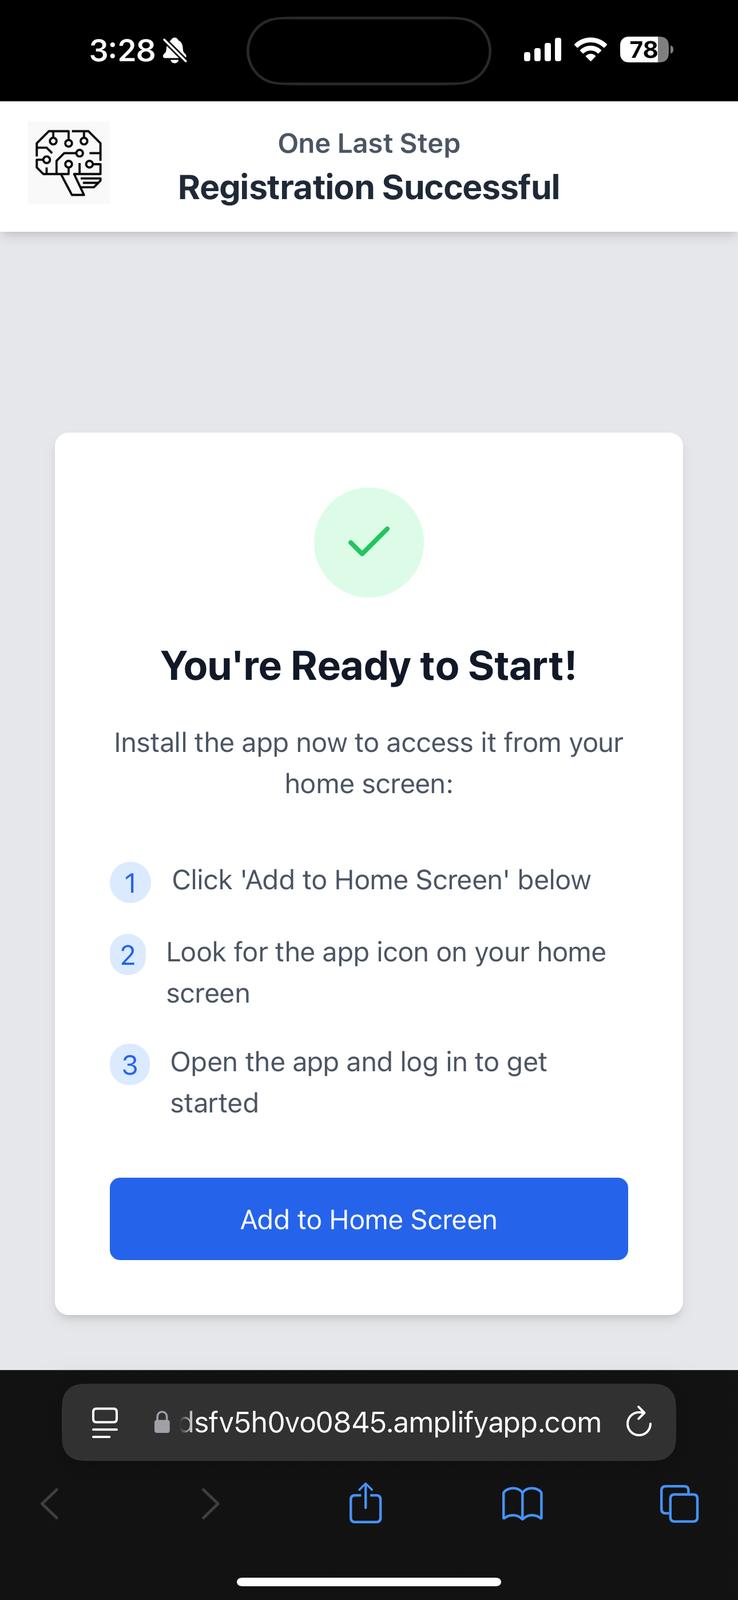 3:28
78
One Last Step
Registration Successful
You're Ready to Start!
Install the app now to access it from your
home screen:
1 Click 'Add to Home Screen' below
2 Look for the app icon on your home
screen
3 Open the app and log in to get
started
Add to Home Screen
dsfv5h0vo0845.amplifyapp.com